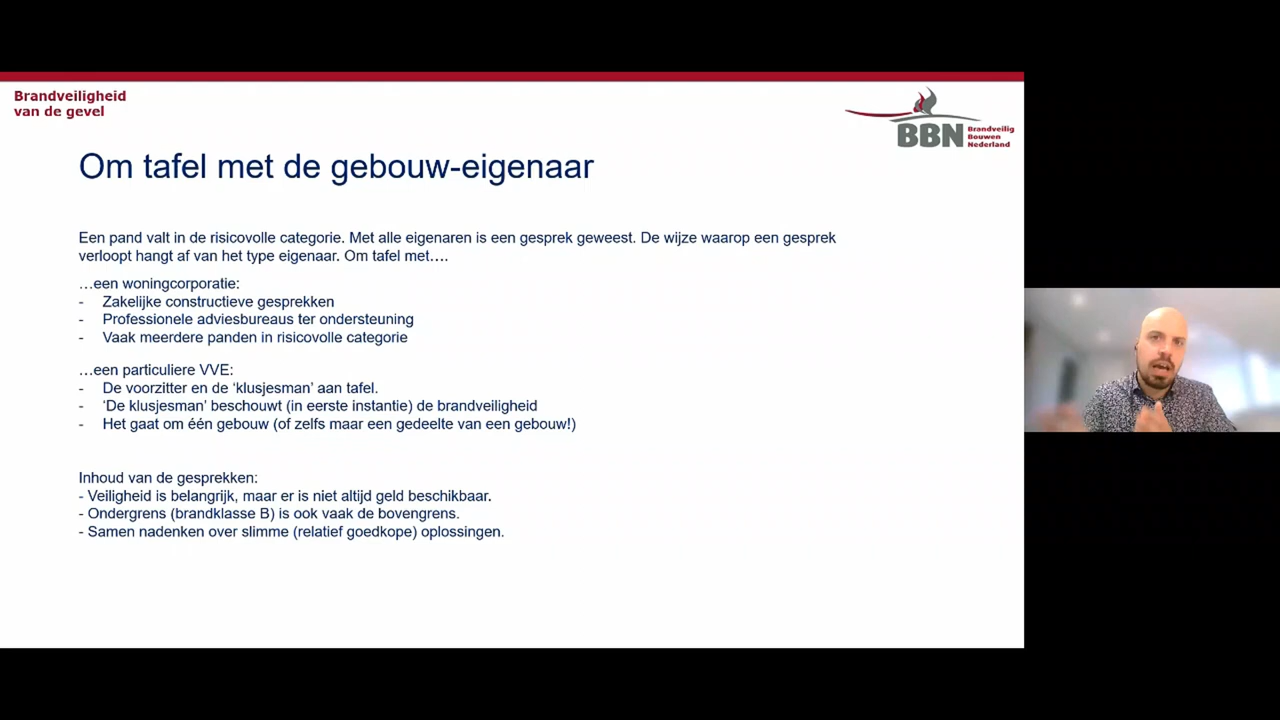 Brandveiligheid
van de gevel
BBN Brandveilig
Bouwen
Nederland
Om tafel met de gebouw-eigenaar
Een pand valt in de risicovolle categorie. Met alle eigenaren is een gesprek geweest. De wijze waarop een gesprek
verloopt hangt af van het type eigenaar. Om tafel met….
…een woningcorporatie:
- Zakelijke constructieve gesprekken
- Professionele adviesbureaus ter ondersteuning
- Vaak meerdere panden in risicovolle categorie
…een particuliere VVE:
- De voorzitter en de ‘klusjesman’ aan tafel.
- ‘De klusjesman’ beschouwt (in eerste instantie) de brandveiligheid
- Het gaat om één gebouw (of zelfs maar een gedeelte van een gebouw!)
Inhoud van de gesprekken:
- Veiligheid is belangrijk, maar er is niet altijd geld beschikbaar.
- Ondergrens (brandklasse B) is ook vaak de bovengrens.
- Samen nadenken over slimme (relatief goedkope) oplossingen.